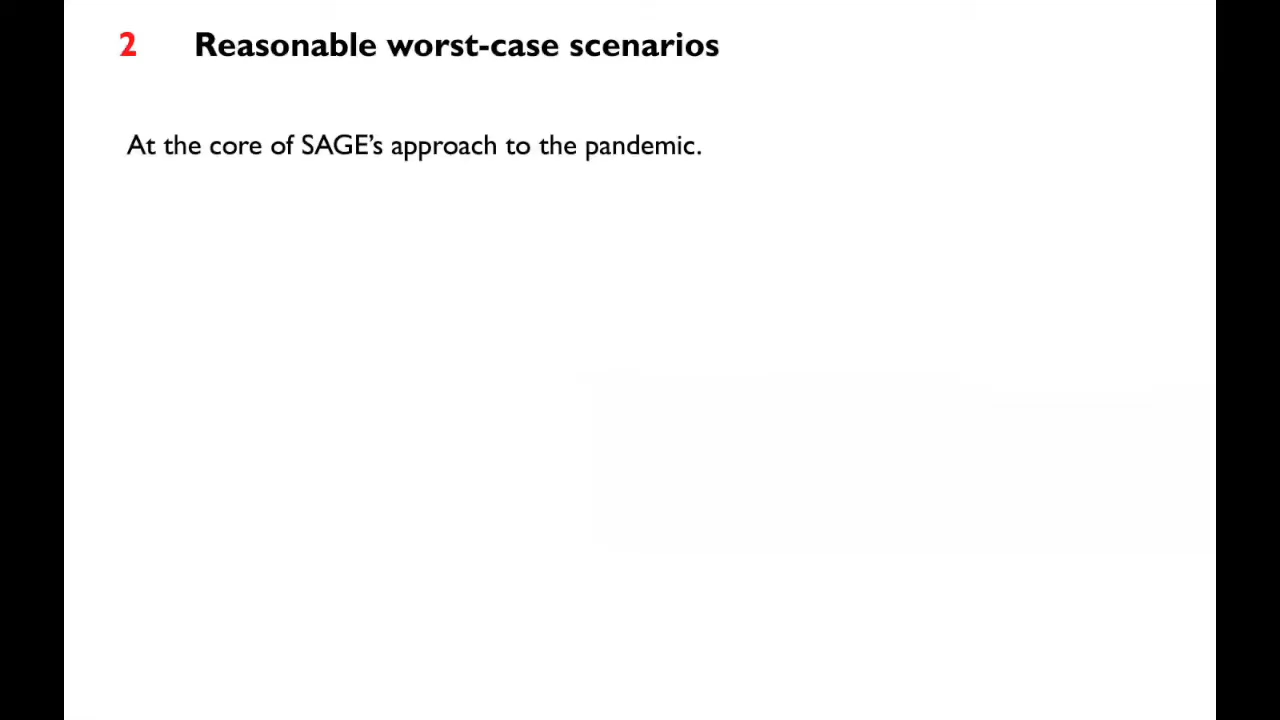 2 Reasonable worst-case scenarios
At the core of SAGE’s approach to the pandemic.